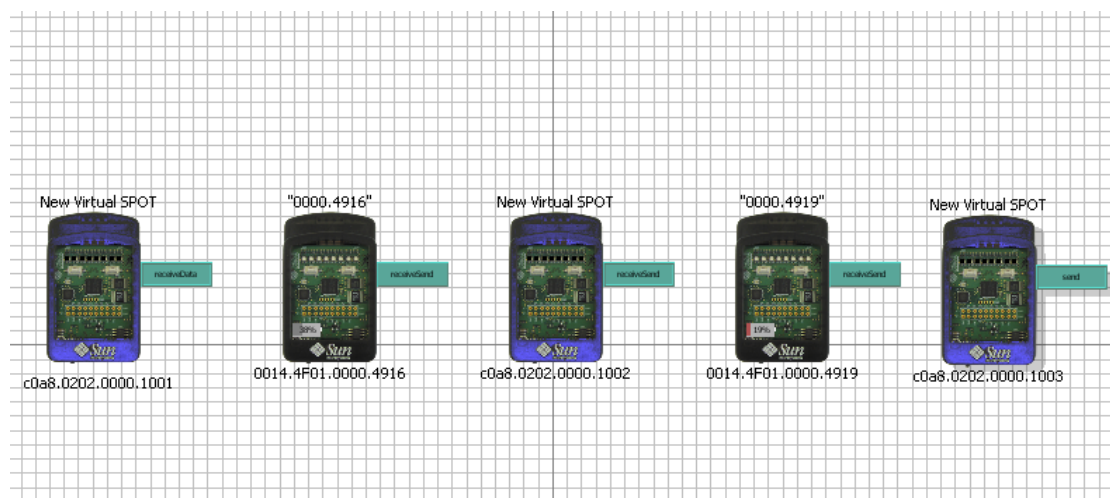 New Virtual SPOT
"0000.4916"
New Virtual SPOT
"0000.4919"
New Virtual SPOT
receiveData
receiveSend
receiveSend
receiveSend
send
38%
19%
Sun
Sun
Sun
Sun
Sun
c0a8.0202.0000.1001
0014.4F01.0000.4916
c0a8.0202.0000.1002
0014.4F01.0000.4919
c0a8.0202.0000.1003